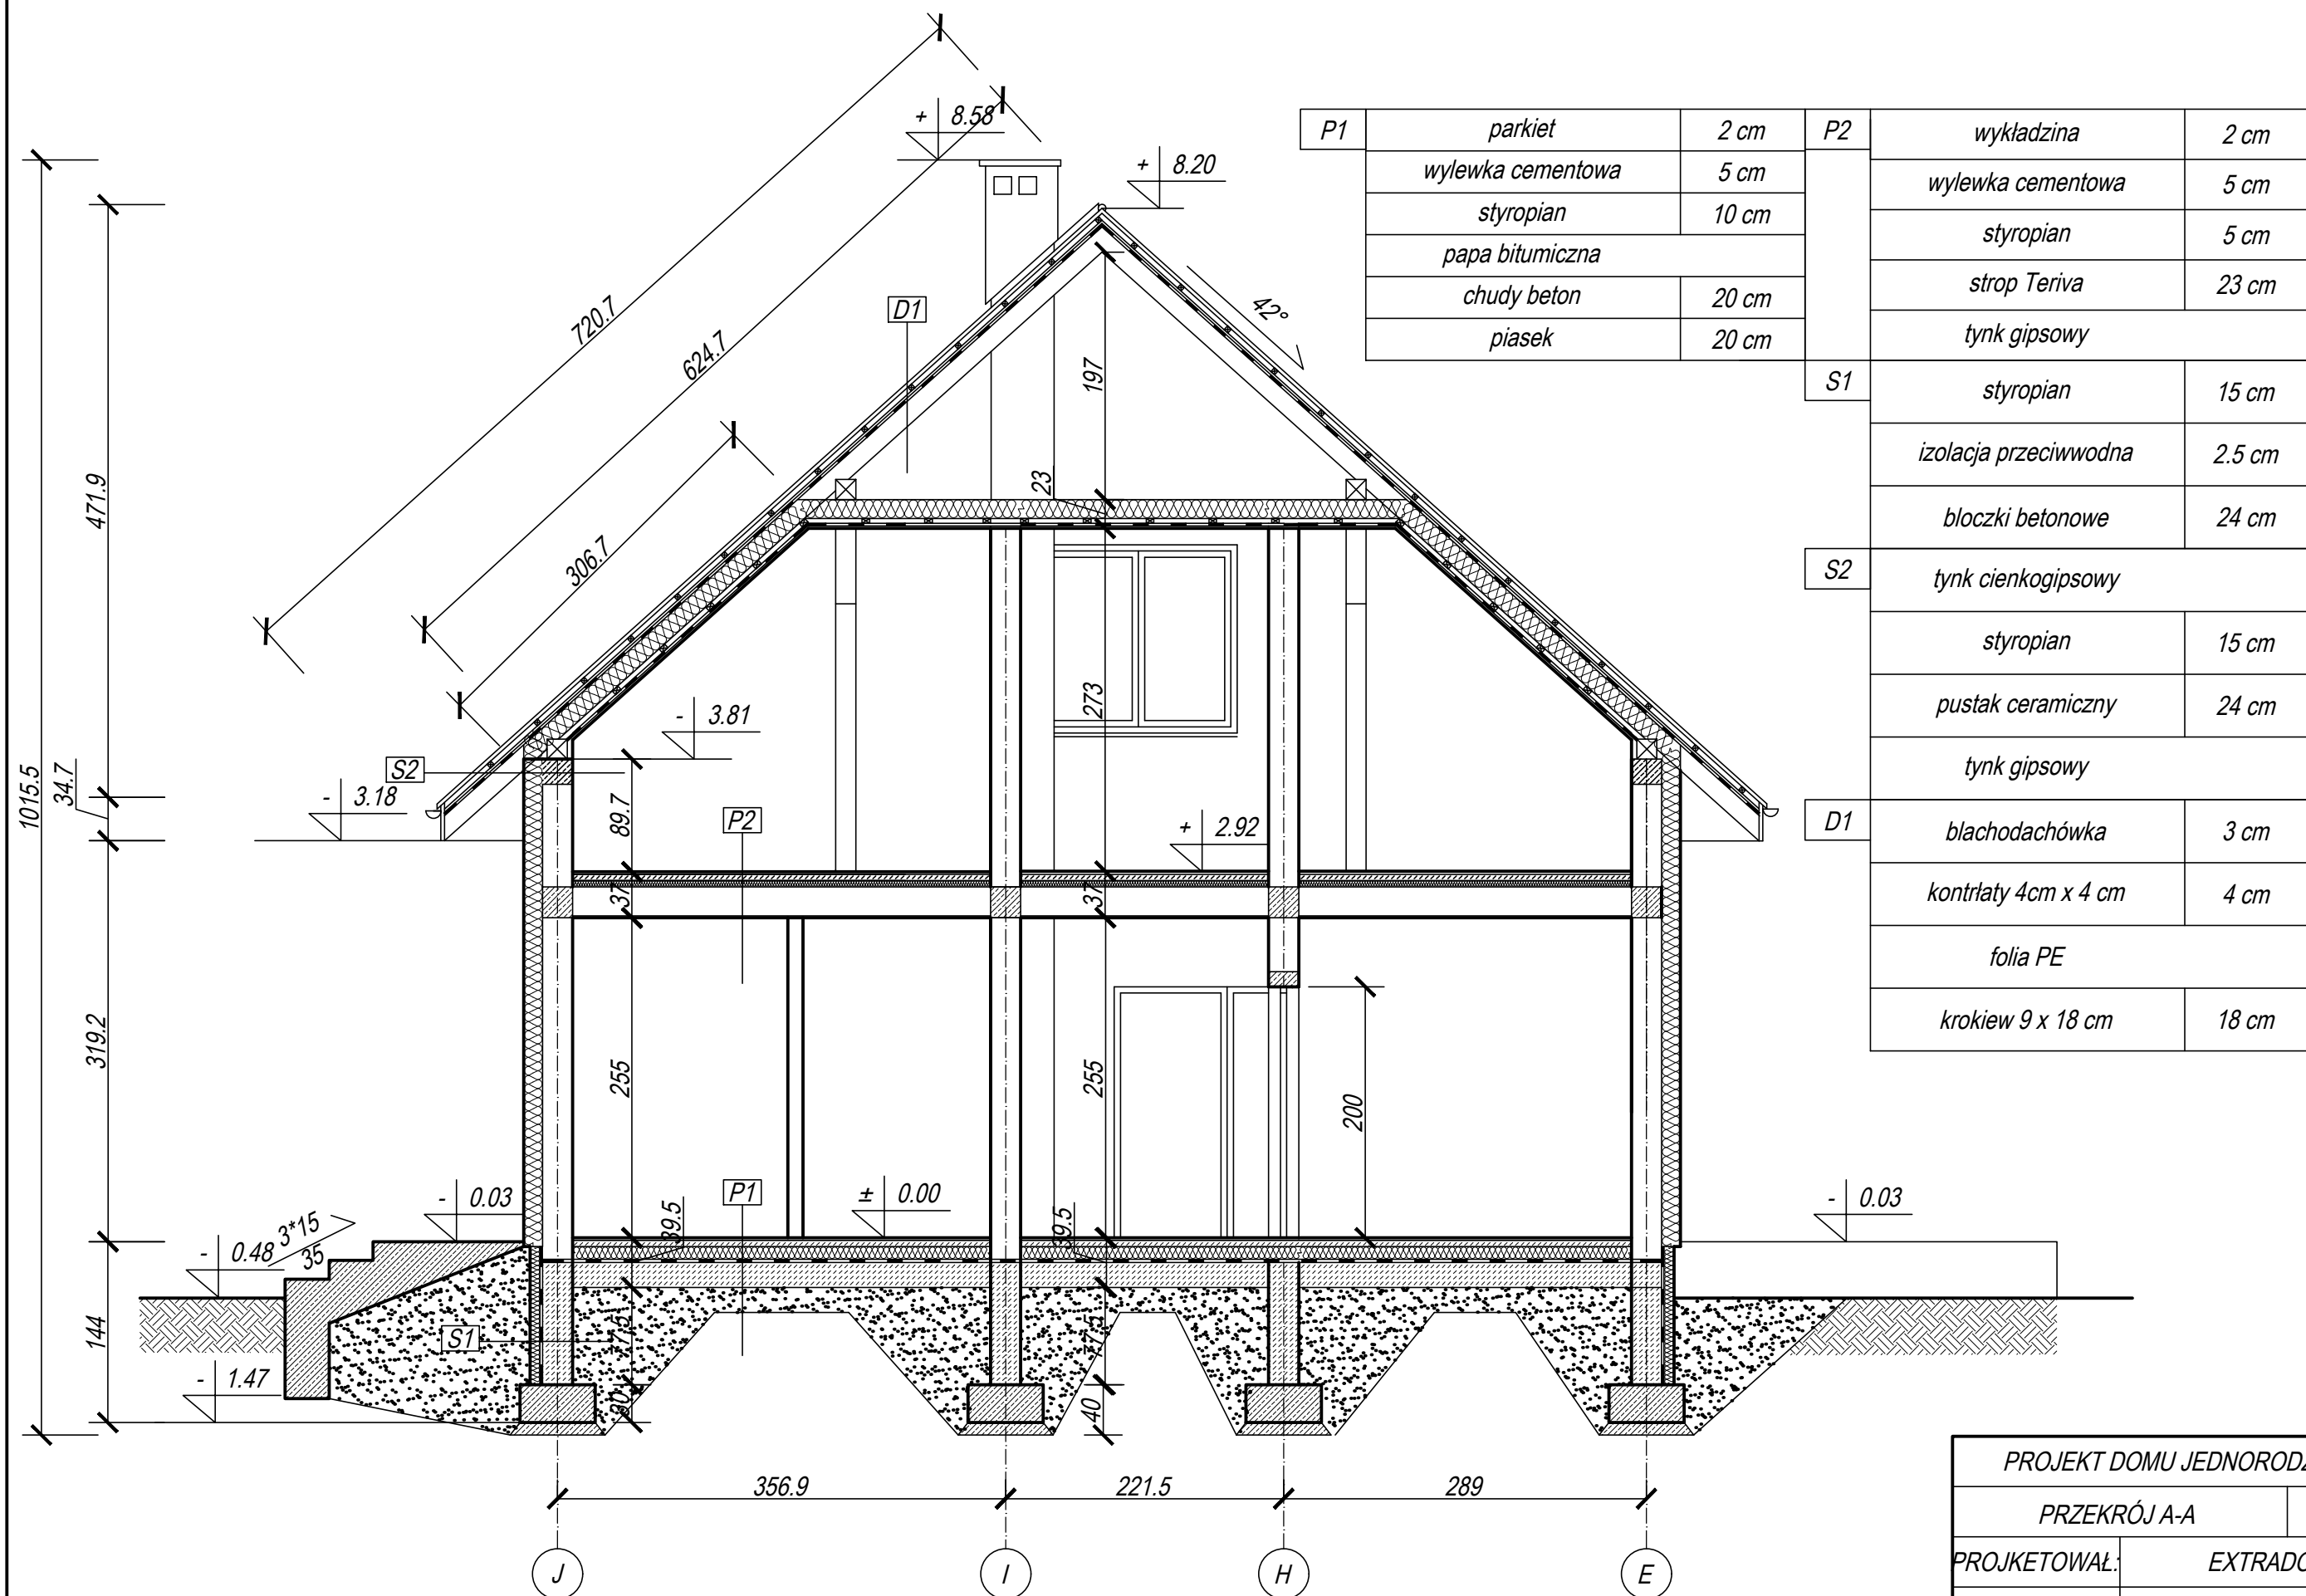 720.7
624.7
306.7
+ 8.58
+ 8.20
42°
D1
197
23
273
471.9
1015.5
34.7
319.2
144
- 3.81
S2
- 3.18
89.7
P2
+ 2.92
37
37
255
255
200
- 0.03
P1
± 0.00
39.5
39.5
- 0.03
3*15
35
- 0.48
S1
77.5
77.5
- 1.47
30
40
356.9
221.5
289
J
I
H
E
P1 parkiet 2 cm
wylewka cementowa 5 cm
styropian 10 cm
papa bitumiczna
chudy beton 20 cm
piasek 20 cm
P2 wykładzina 2 cm
wylewka cementowa 5 cm
styropian 5 cm
strop Teriva 23 cm
tynk gipsowy
S1 styropian 15 cm
izolacja przeciwwodna 2.5 cm
bloczki betonowe 24 cm
S2 tynk cienkogipsowy
styropian 15 cm
pustak ceramiczny 24 cm
tynk gipsowy
D1 blachodachówka 3 cm
kontrłaty 4cm x 4 cm 4 cm
folia PE
krokiew 9 x 18 cm 18 cm
PROJEKT DOMU
PRZEKRÓJ A-A
PROJKETOWAŁ: